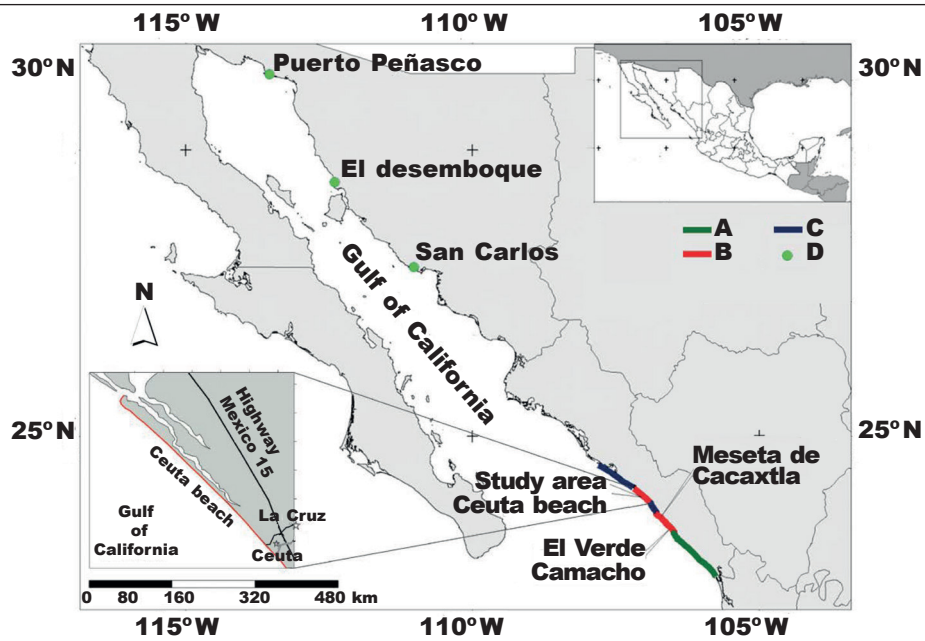 115° W
110° W
105° W
30° N
30° N
Puerto Peñasco
El desemboque
San Carlos
A
C
B
D
Gulf of California
N
25° N
25° N
Highway
Mexico 15
Ceuta beach
La Cruz
Gulf
of
California
Ceuta
Meseta de
Cacaxtla
Study area
Ceuta beach
El Verde
Camacho
0 80 160 320 480 km
115° W
110° W
105° W